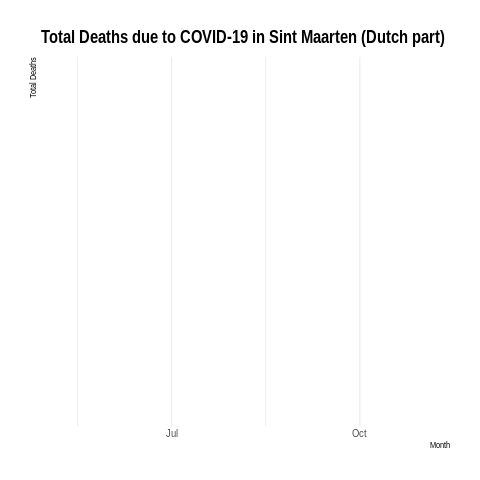 Total Deaths due to COVID-19 in Sint Maarten (Dutch part)
Total Deaths
Jul
Oct
Month